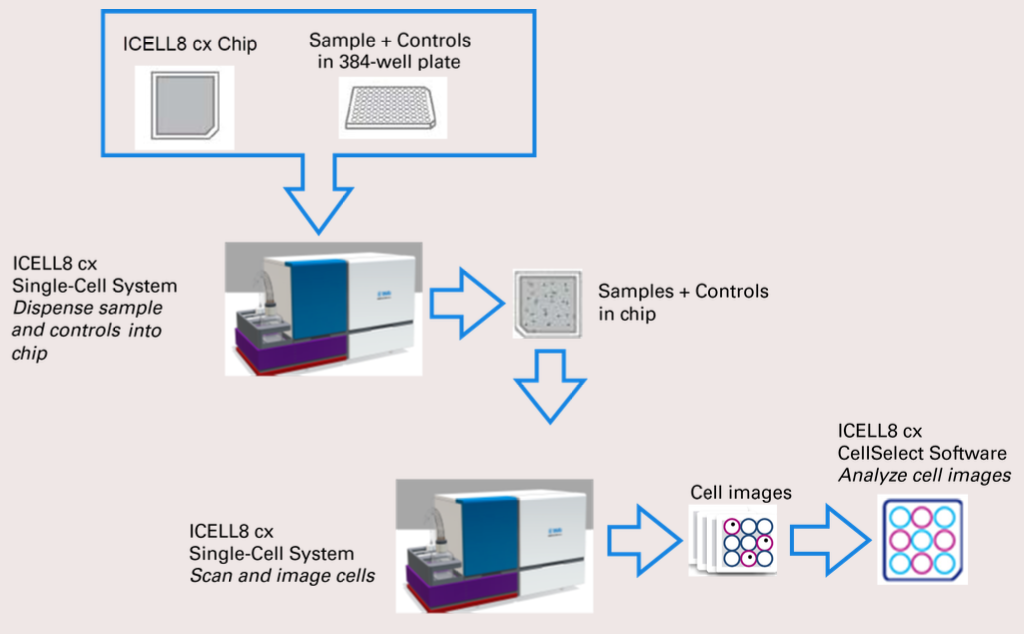 ICELL8 cx Chip
Sample + Controls
in 384-well plate
ICELL8 cx
Single-Cell System
Dispense sample
and controls into
chip
Samples + Controls
in chip
ICELL8 cx
CellSelect Software
Analyze cell images
Cell images
ICELL8 cx
Single-Cell System
Scan and image cells